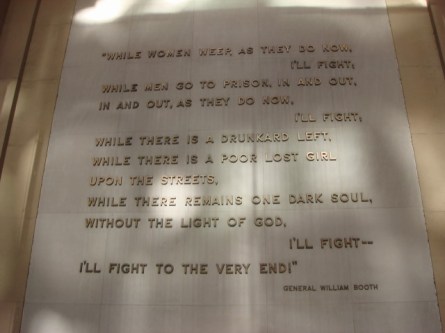 "WHILE WOMEN WEEP, AS THEY DO NOW,
I'LL FIGHT;
WHILE MEN GO TO PRISON, IN AND OUT,
IN AND OUT, AS THEY DO NOW,
I'LL FIGHT;
WHILE THERE IS A DRUNKARD LEFT,
WHILE THERE IS A POOR LOST GIRL
UPON THE STREETS,
WHILE THERE REMAINS ONE DARK SOUL,
WITHOUT THE LIGHT OF GOD,
I'LL FIGHT--
I'LL FIGHT TO THE VERY END!"
GENERAL WILLIAM BOOTH